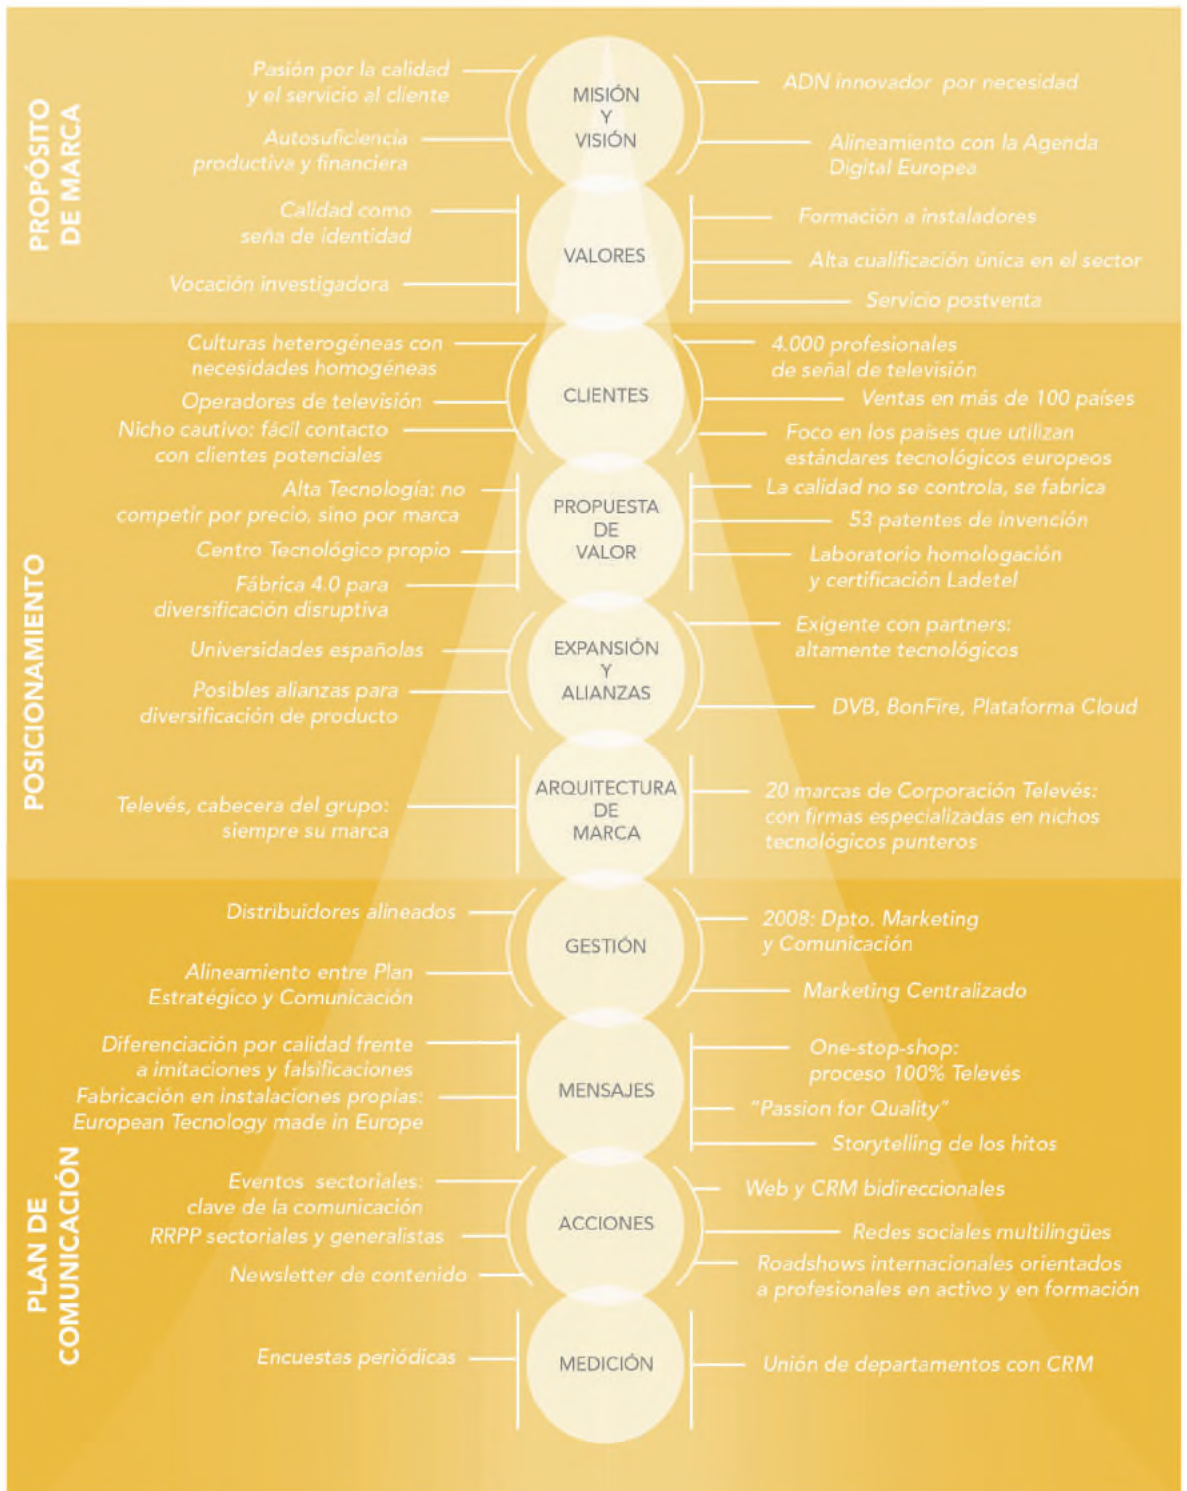 PROPÓSITO
DE MARCA
Pasión por la calidad
y el servicio al cliente
Autosuficiencia
productiva y financiera
MISIÓN
Y
VISIÓN
ADN innovador por necesidad
Alineamiento con la Agenda
Digital Europea
Calidad como
seña de identidad
Vocación investigadora
VALORES
Formación a instaladores
Alta cualificación única en el sector
Servicio postventa
POSICIONAMIENTO
Culturas heterogéneas con
necesidades homogéneas
Operadores de televisión
Nicho cautivo: fácil contacto
con clientes potenciales
CLIENTES
4.000 profesionales
de señal de televisión
Ventas en más de 100 países
Foco en los países que utilizan
estándares tecnológicos europeos
Alta Tecnología: no
competir por precio, sino por marca
Centro Tecnológico propio
Fábrica 4.0 para
diversificación disruptiva
PROPUESTA
DE
VALOR
La calidad no se controla, se fabrica
53 patentes de invención
Laboratorio homologación
y certificación Ladetel
Universidades españolas
Posibles alianzas para
diversificación de producto
EXPANSIÓN
Y
ALIANZAS
Exigente con partners:
altamente tecnológicos
DVB, BonFire, Plataforma Cloud
Televés, cabecera del grupo:
siempre su marca
ARQUITECTURA
DE
MARCA
20 marcas de Corporación Televés:
con firmas especializadas en nichos
tecnológicos punteros
PLAN DE
COMUNICACIÓN
Distribuidores alineados
Alineamiento entre Plan
Estratégico y Comunicación
GESTIÓN
2008: Dpto. Marketing
y Comunicación
Marketing Centralizado
Diferenciación por calidad frente
a imitaciones y falsificaciones
Fabricación en instalaciones propias:
European Tecnology made in Europe
MENSAJES
One-stop-shop:
proceso 100% Televés
"Passion for Quality"
Storytelling de los hitos
Eventos sectoriales:
clave de la comunicación
RRPP sectoriales y generalistas
Newsletter de contenido
ACCIONES
Web y CRM bidireccionales
Redes sociales multilingües
Roadshows internacionales orientados
a profesionales en activo y en formación
Encuestas periódicas
MEDICIÓN
Unión de departamentos con CRM